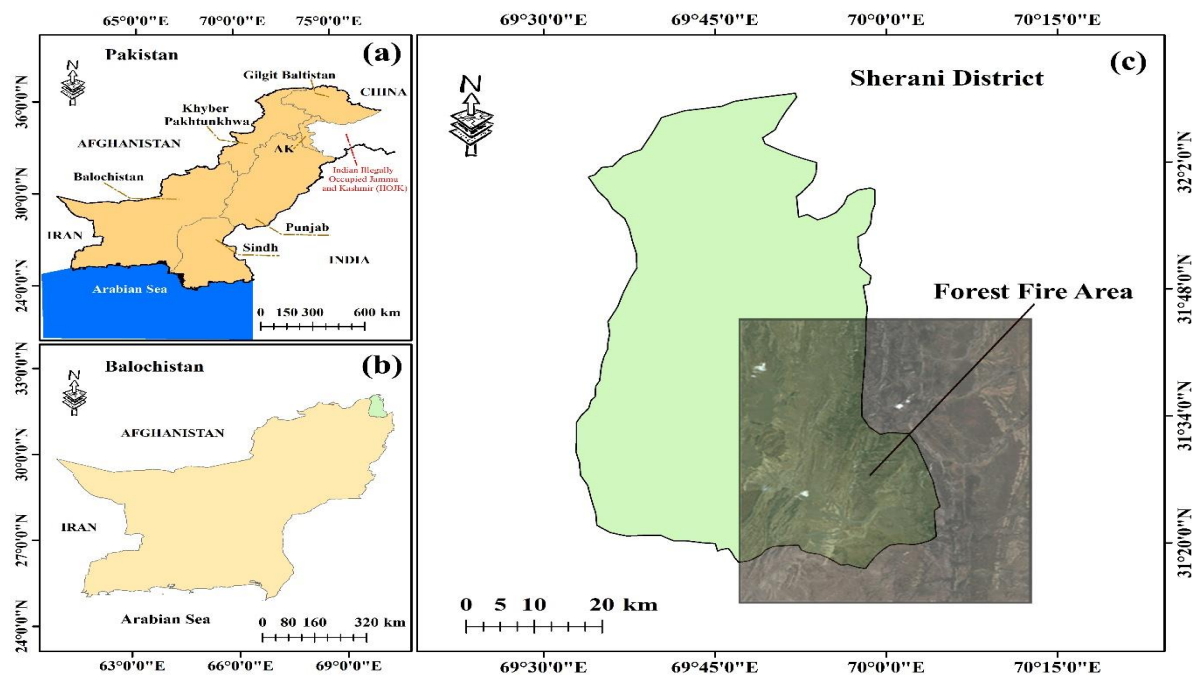 65°0'0"E 70°0'0"E 75°0'0"E
36°0'0"N
30°0'0"N
24°0'0"N
Pakistan
(a)
N
Gilgit Baltistan
CHINA
Khyber
Pakhtunkhwa
AFGHANISTAN
AK
Indian Illegally
Occupied Jammu
and Kashmir (IIOJK)
Balochistan
IRAN
Punjab
Sindh
INDIA
Arabian Sea
0 150 300 600 km
33°0'0"N
30°0'0"N
27°0'0"N
24°0'0"N
Balochistan
(b)
N
AFGHANISTAN
IRAN
Arabian Sea
0 80 160 320 km
63°0'0"E 66°0'0"E 69°0'0"E
69°30'0"E 69°45'0"E 70°0'0"E 70°15'0"E
(c)
Sherani District
N
Forest Fire Area
32°2'0"N
31°48'0"N
31°34'0"N
31°20'0"N
0 5 10 20 km
69°30'0"E 69°45'0"E 70°0'0"E 70°15'0"E